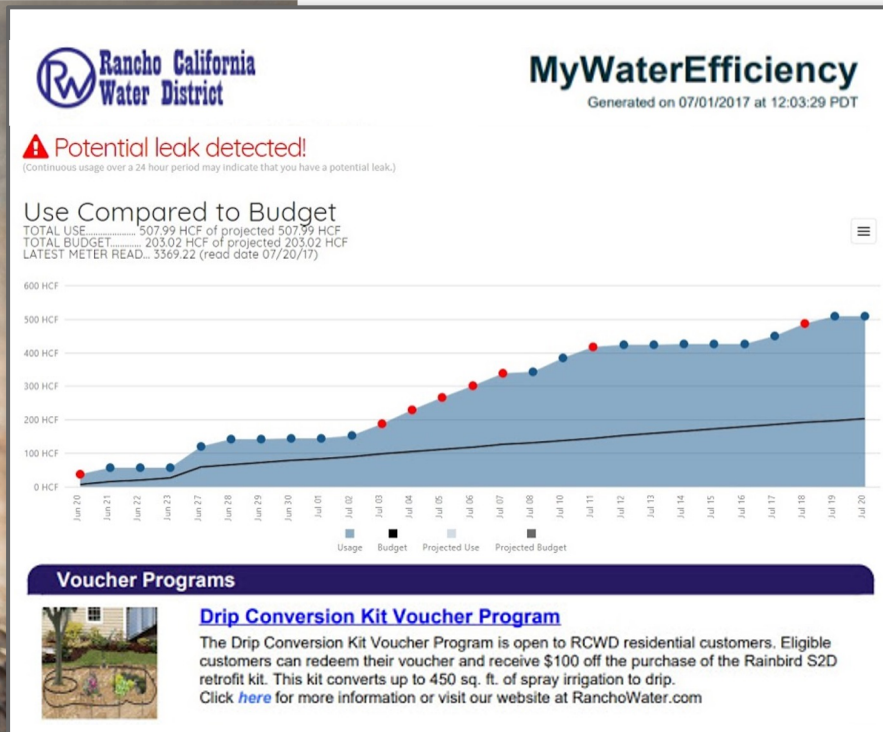 Rancho California
Water District
RW
MyWaterEfficiency
Generated on 07/01/2017 at 12:03:29 PDT
Potential leak detected!
(Continuous usage over a 24 hour period may indicate that you have a potential leak.)
Use Compared to Budget
TOTAL USE.................... 507.99 HCF of projected 507.99 HCF
TOTAL BUDGET............ 203.02 HCF of projected 203.02 HCF
LATEST METER READ... 3369.22 (read date 07/20/17)
600 HCF
500 HCF
400 HCF
300 HCF
200 HCF
100 HCF
0 HCF
Jun 20
Jun 21
Jun 22
Jun 23
Jun 27
Jun 28
Jun 29
Jun 30
Jul 01
Jul 02
Jul 03
Jul 04
Jul 05
Jul 06
Jul 07
Jul 08
Jul 10
Jul 11
Jul 12
Jul 13
Jul 14
Jul 15
Jul 16
Jul 17
Jul 18
Jul 19
Jul 20
Usage Budget Projected Use Projected Budget
Voucher Programs
Drip Conversion Kit Voucher Program
The Drip Conversion Kit Voucher Program is open to RCWD residential customers. Eligible
customers can redeem their voucher and receive $100 off the purchase of the Rainbird S2D
retrofit kit. This kit converts up to 450 sq. ft. of spray irrigation to drip.
Click here for more information or visit our website at RanchoWater.com